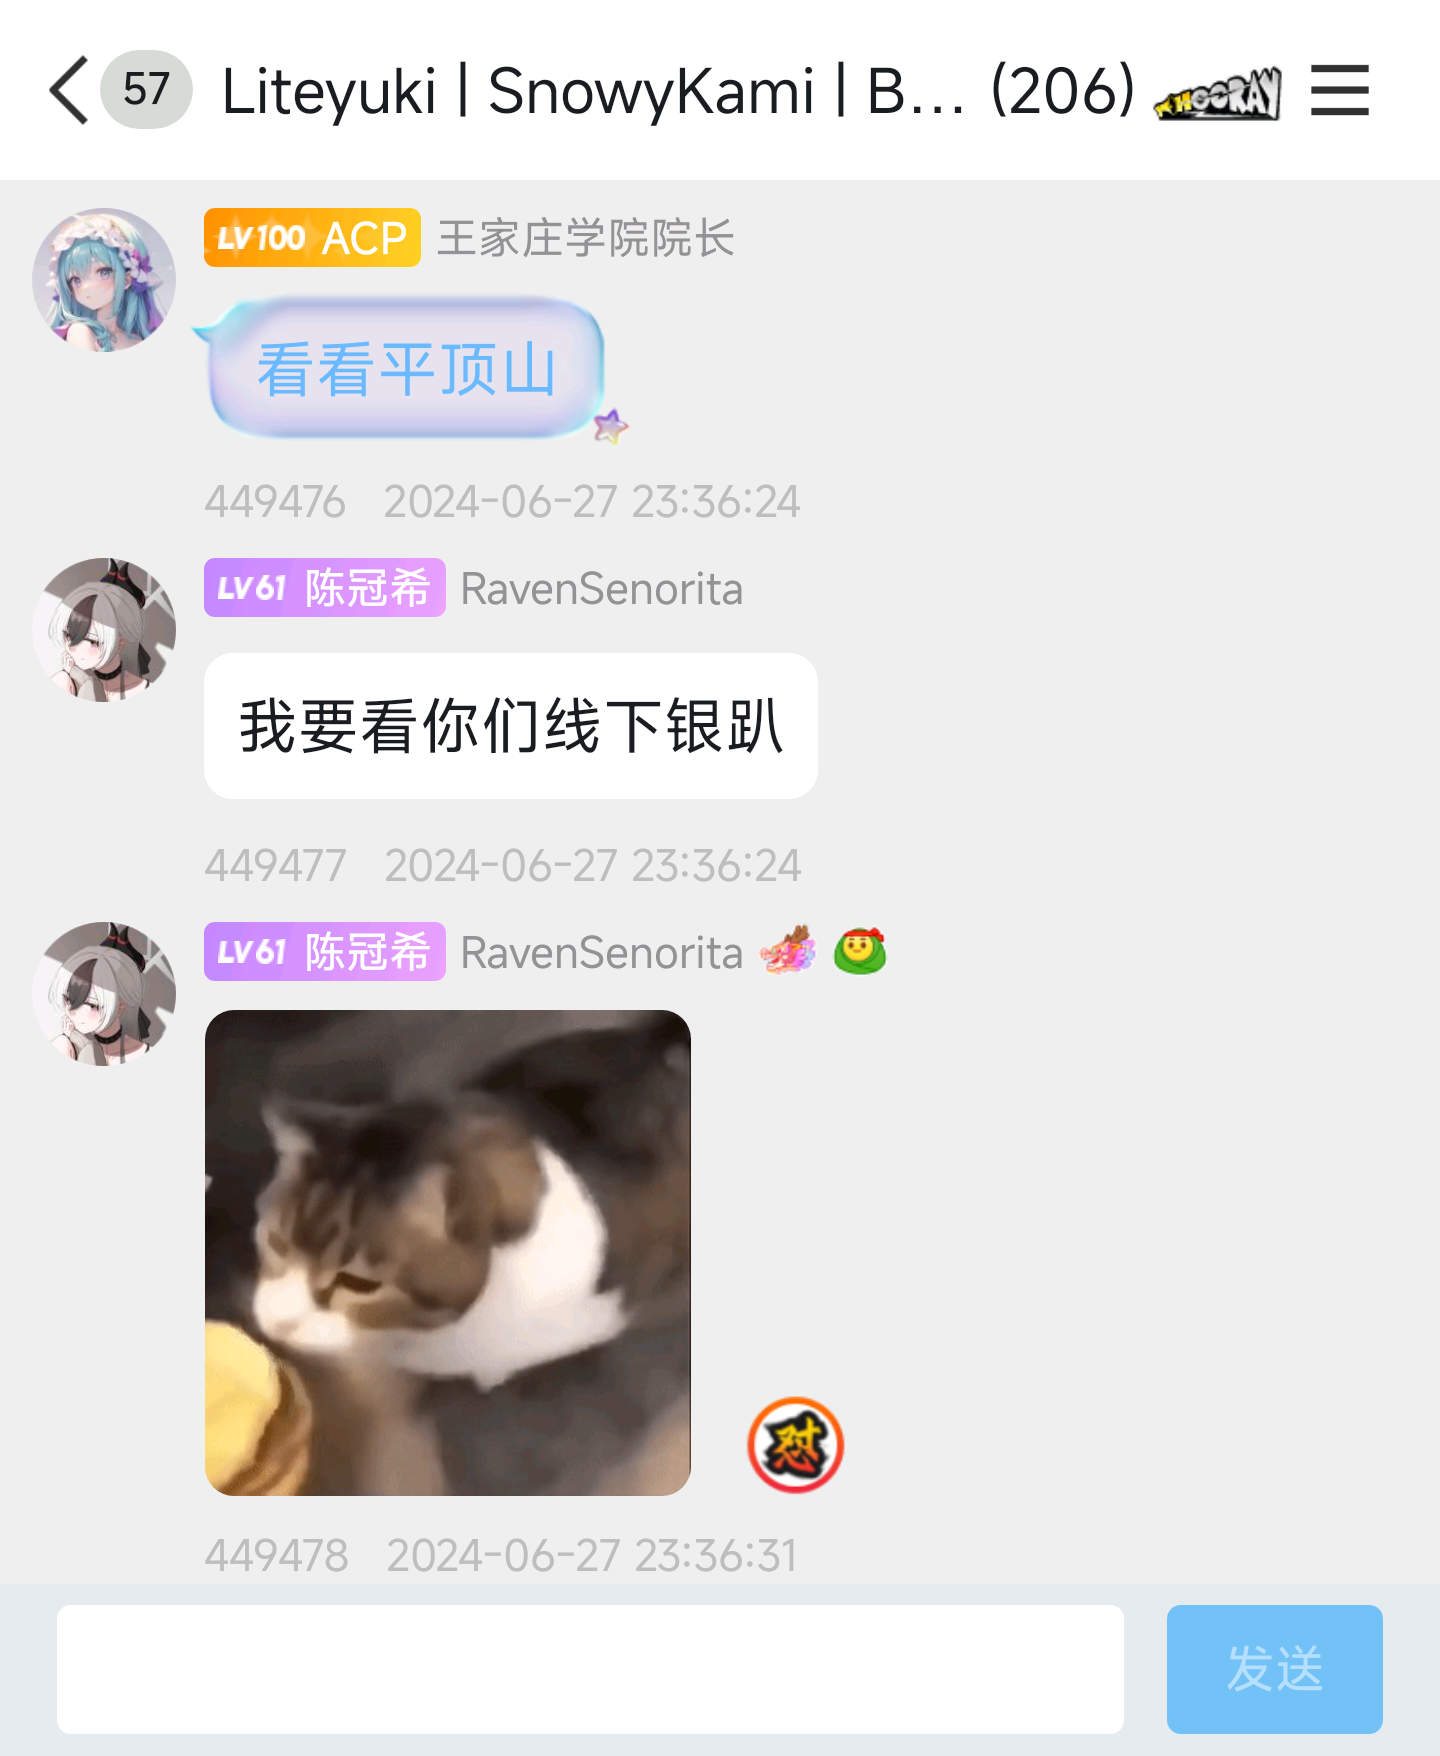 57 Liteyuki | SnowyKami | B... (206) WHOORAY
LV100 ACP 王家庄学院院长
看看平顶山
449476 2024-06-27 23:36:24
LV61 陈冠希 RavenSenorita
我要看你们线下银趴
449477 2024-06-27 23:36:24
LV61 陈冠希 RavenSenorita
怼
449478 2024-06-27 23:36:31
发送